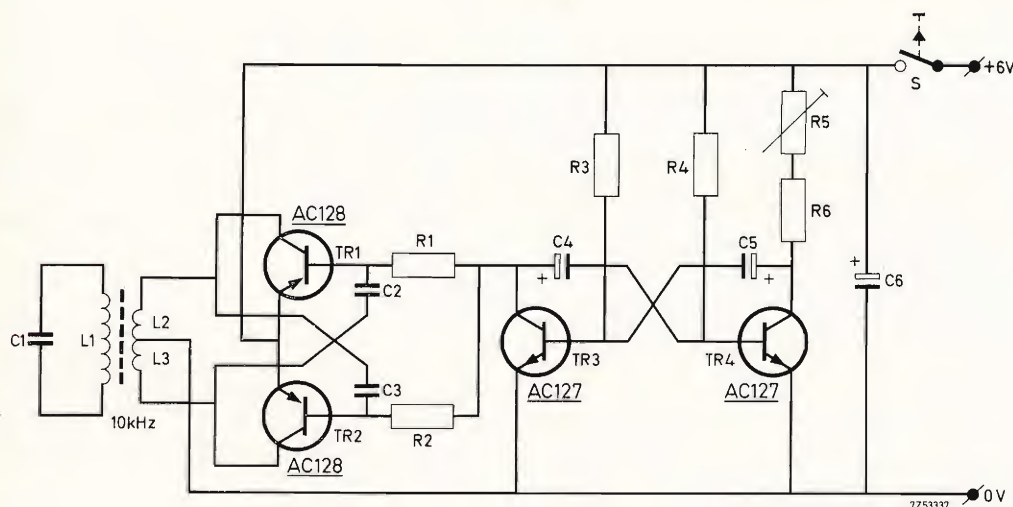 +6V
S
R5
R3
R4
R6
AC128
TR1
R1
C4
C5
+
+
+
C6
C2
C1
L1
L2
L3
TR3
TR4
C3
AC127
AC127
10kHz
TR2
R2
AC128
0V
7Z53337